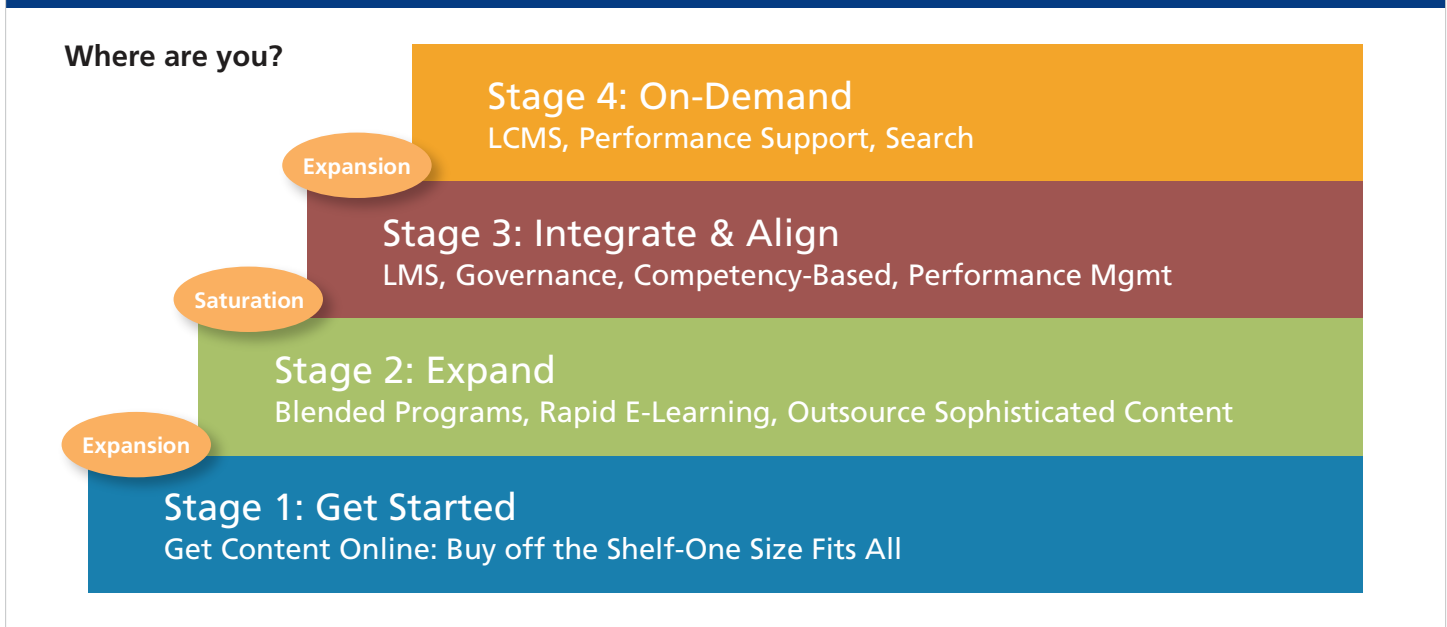 Where are you?
Stage 4: On-Demand
LCMS, Performance Support, Search
Expansion
Stage 3: Integrate & Align
LMS, Governance, Competency-Based, Performance Mgmt
Saturation
Stage 2: Expand
Blended Programs, Rapid E-Learning, Outsource Sophisticated Content
Expansion
Stage 1: Get Started
Get Content Online: Buy off the Shelf-One Size Fits All